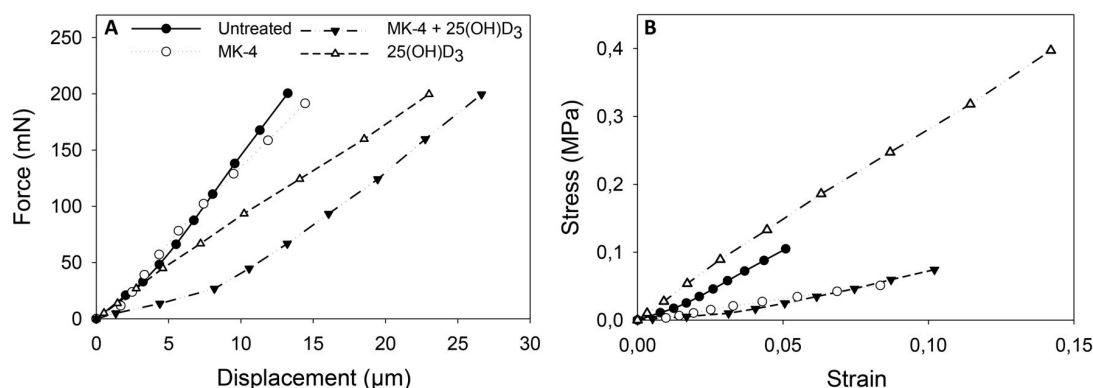 A
Untreated
MK-4
MK-4 + 25(OH)D3
25(OH)D3
Force (mN)
250
200
150
100
50
0
0 5 10 15 20 25 30
Displacement (µm)
B
Stress (MPa)
0,4
0,3
0,2
0,1
0,0
0,00 0,05 0,10 0,15
Strain